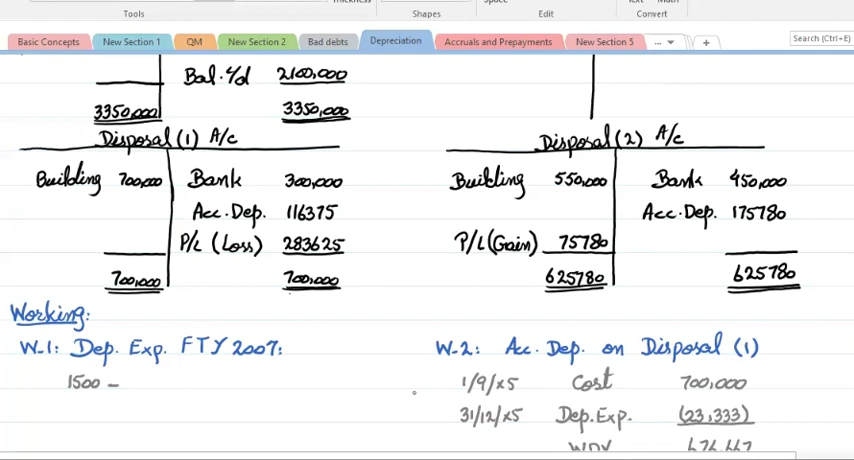 Tools Shapes Edit Convert
Basic Concepts New Section 1 QM New Section 2 Bad debts Depreciation Accruals and Prepayments New Section 5 ... + Search (Ctrl+E)
Bal. c/d 2100,000
3350,000 3350,000
Disposal (1) A/c
Building 700,000 Bank 300,000
Acc. Dep. 116375
P/L (Loss) 283625
700,000 700,000
Disposal (2) A/c
Building 550,000 Bank 450,000
Acc. Dep. 175780
P/L (Gain) 75780
625780 625780
Working:
W-1: Dep. Exp. FTY 2007:
1500 -
W-2: Acc. Dep. on Disposal (1)
1/9/x5 Cost 700,000
31/12/x5 Dep. Exp. (23,333)
WDV 676,667